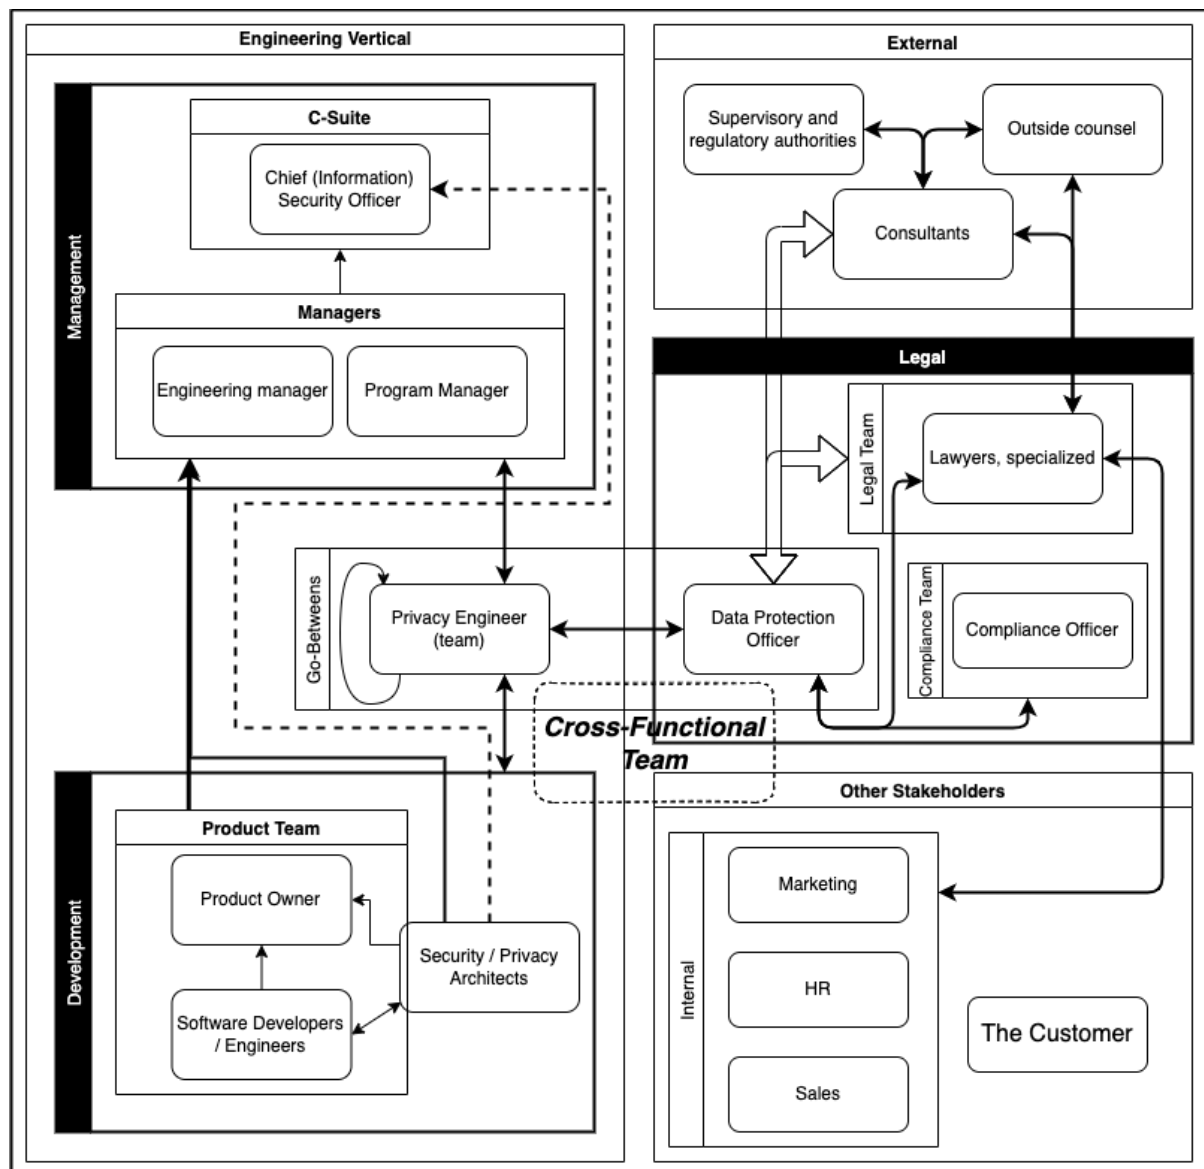 Engineering Vertical
Management
C-Suite
Chief (Information)
Security Officer
Managers
Engineering manager
Program Manager
External
Supervisory and
regulatory authorities
Outside counsel
Consultants
Legal
Legal Team
Lawyers, specialized
Compliance Team
Compliance Officer
Go-Betweens
Privacy Engineer
(team)
Data Protection
Officer
Cross-Functional
Team
Development
Product Team
Product Owner
Security / Privacy
Architects
Software Developers
/ Engineers
Other Stakeholders
Internal
Marketing
HR
Sales
The Customer